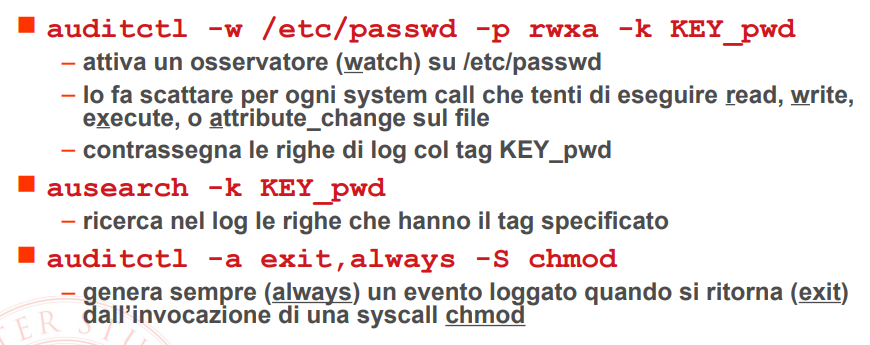 auditctl -w /etc/passwd -p rwxa -k KEY_pwd
– attiva un osservatore (watch) su /etc/passwd
– lo fa scattare per ogni system call che tenti di eseguire read, write,
execute, o attribute_change sul file
– contrassegna le righe di log col tag KEY_pwd
ausearch -k KEY_pwd
– ricerca nel log le righe che hanno il tag specificato
auditctl -a exit,always -S chmod
– genera sempre (always) un evento loggato quando si ritorna (exit)
dall’invocazione di una syscall chmod